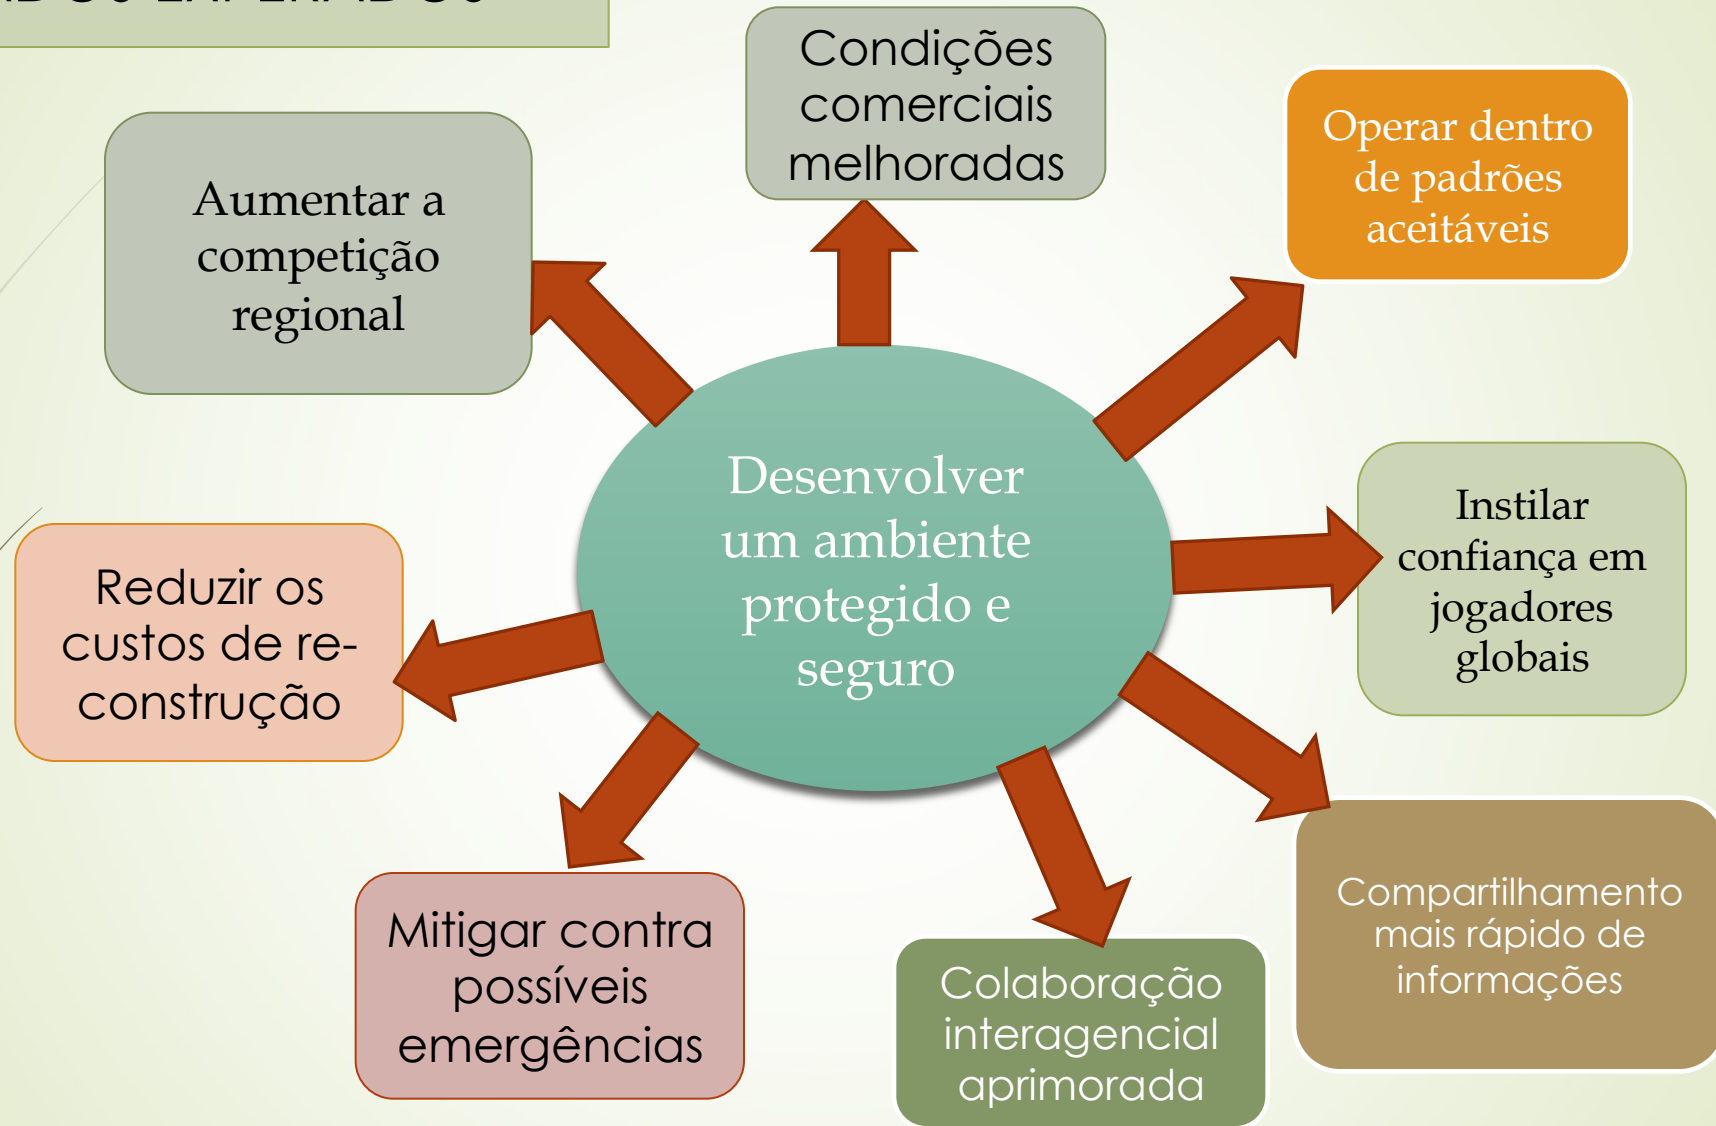 Condições
comerciais
melhoradas
Operar dentro
de padrões
aceitáveis
Aumentar a
competição
regional
Desenvolver
um ambiente
protegido e
seguro
Instilar
confiança em
jogadores
globais
Reduzir os
custos de re-
construção
Compartilhamento
mais rápido de
informações
Mitigar contra
possíveis
emergências
Colaboração
interagencial
aprimorada